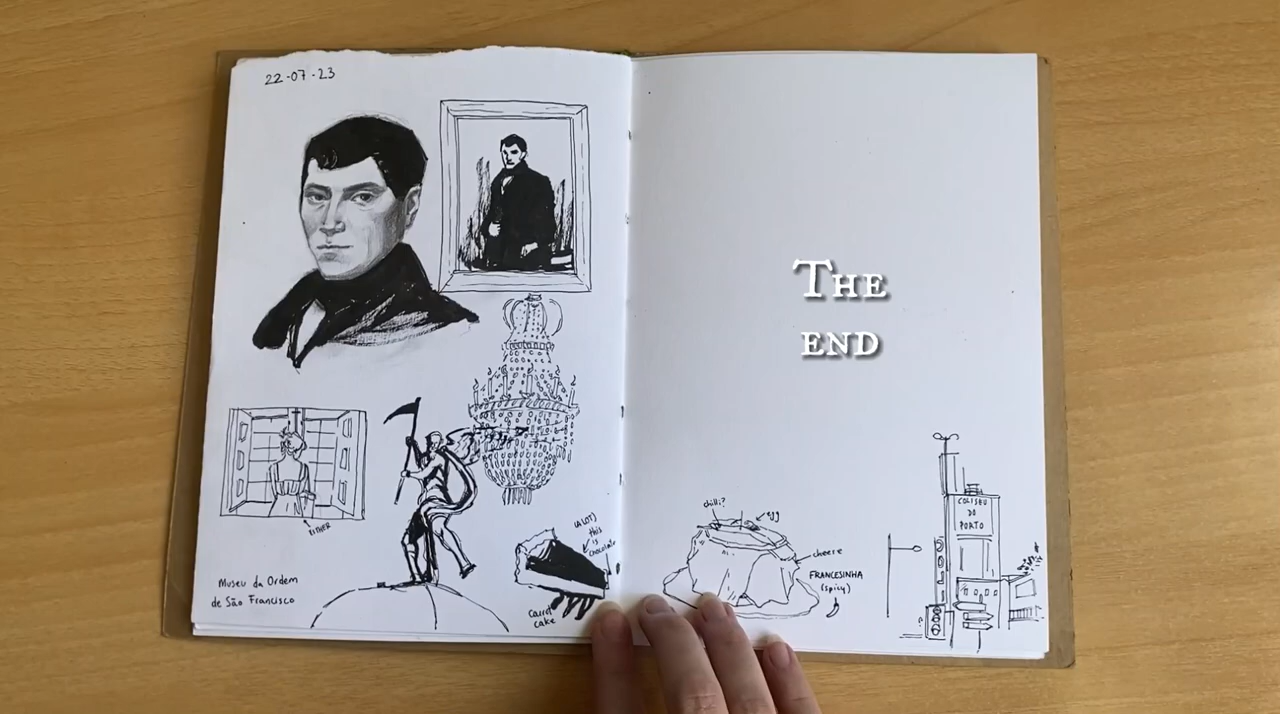 22-07-23
ESTHER
Museu da Ordem
de São Francisco
(A LOT)
this
is
chocolate
Carrot
cake
THE
END
chilli?
egg
cheese
FRANCESINHA
(spicy)
COLISEU
DO
PORTO